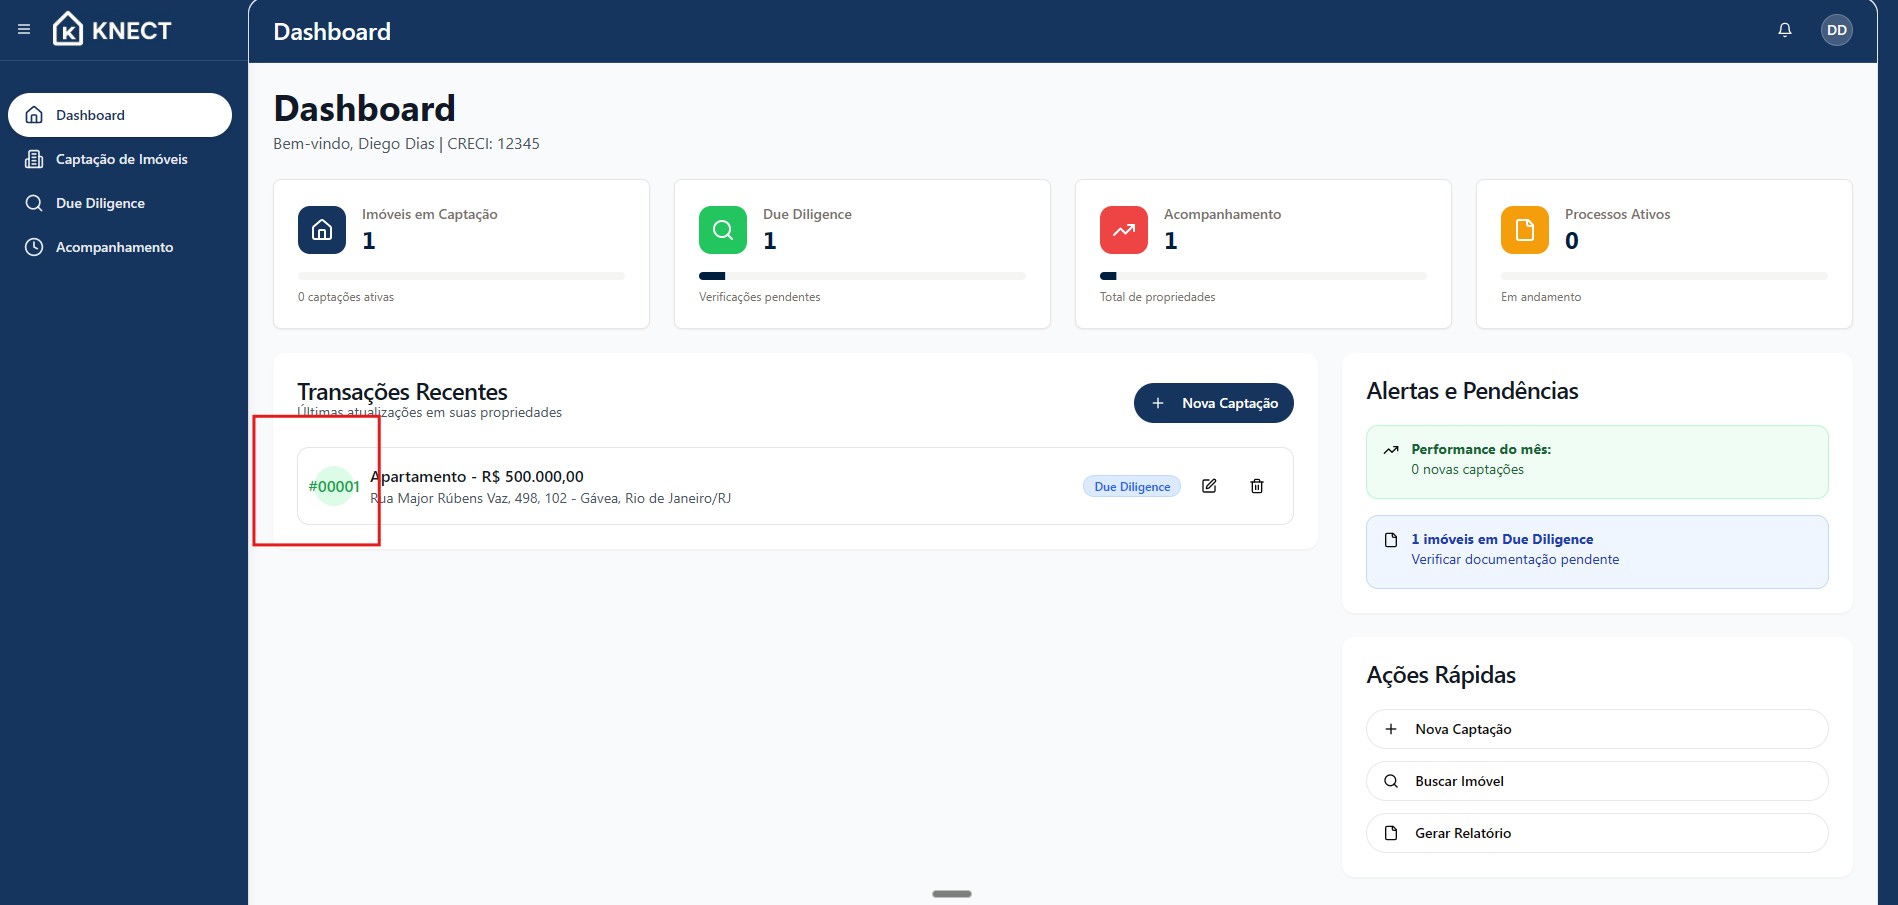 KNECT
Dashboard
DD
Dashboard
Captação de Imóveis
Due Diligence
Acompanhamento
Dashboard
Bem-vindo, Diego Dias | CRECI: 12345
Imóveis em Captação
1
0 captações ativas
Due Diligence
1
Verificações pendentes
Acompanhamento
1
Total de propriedades
Processos Ativos
0
Em andamento
Transações Recentes
Últimas atualizações em suas propriedades
Nova Captação
#00001
Apartamento - R$ 500.000,00
Rua Major Rúbens Vaz, 498, 102 - Gávea, Rio de Janeiro/RJ
Due Diligence
Alertas e Pendências
Performance do mês:
0 novas captações
1 imóveis em Due Diligence
Verificar documentação pendente
Ações Rápidas
Nova Captação
Buscar Imóvel
Gerar Relatório